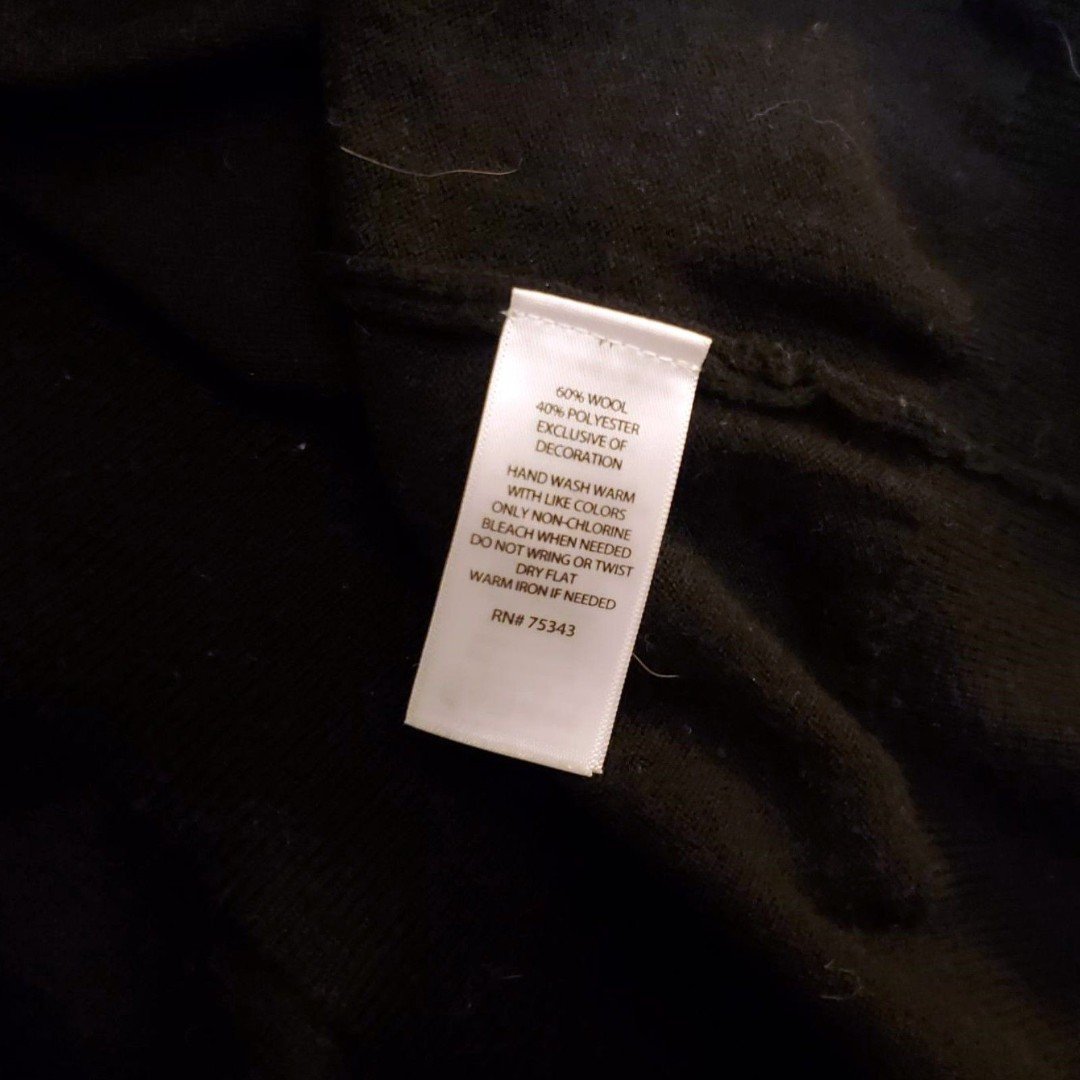 60% WOOL
40% POLYESTER
EXCLUSIVE OF
DECORATION
HAND WASH WARM
WITH LIKE COLORS
ONLY NON-CHLORINE
BLEACH WHEN NEEDED
DO NOT WRING OR TWIST
DRY FLAT
WARM IRON IF NEEDED
RN# 75343